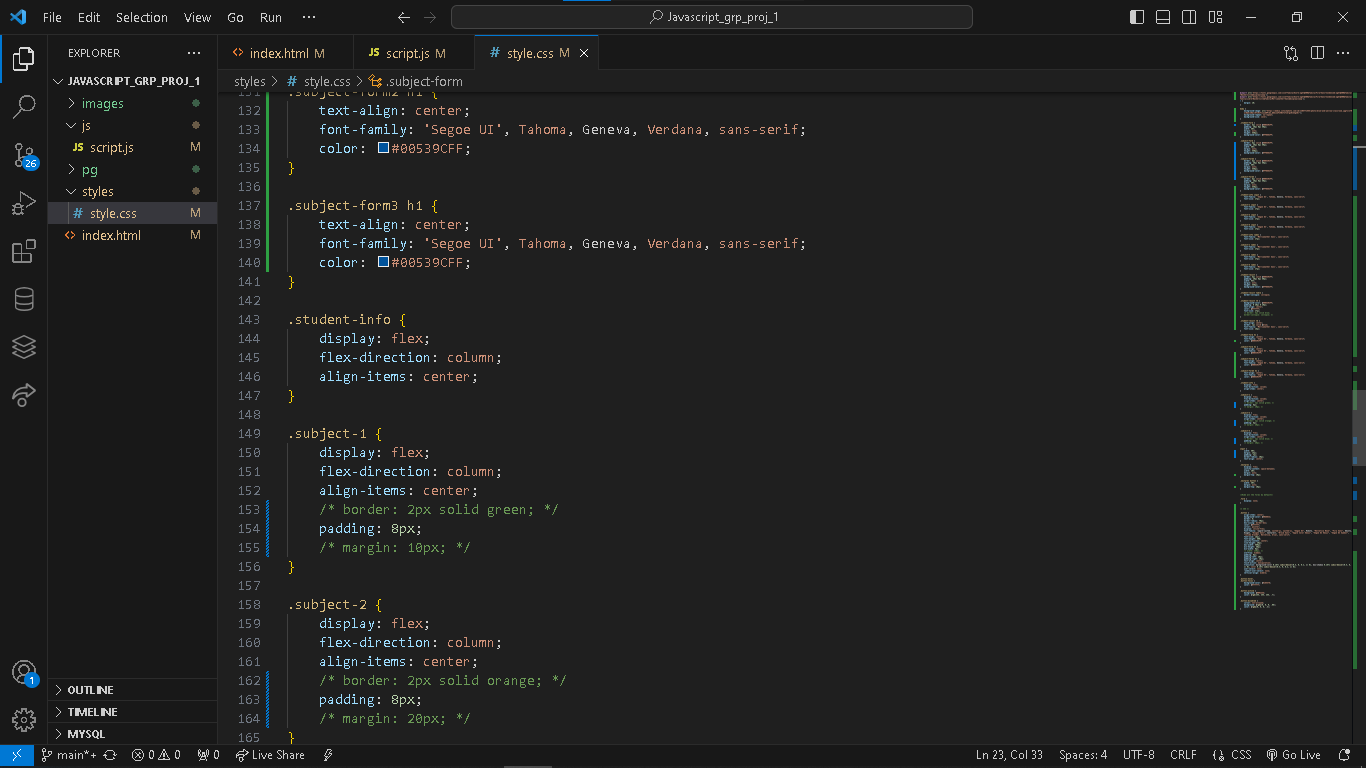 File Edit Selection View Go Run ··· Javascript_grp_proj_1
EXPLORER
JAVASCRIPT_GRP_PROJ_1
images
js
JS script.js M
pg
styles
# style.css M
<> index.html M
OUTLINE
TIMELINE
MYSQL
26
1
<> index.html M JS script.js M # style.css M
styles > # style.css > .subject-form
131 .subject-form2 h1 {
132 text-align: center;
133 font-family: 'Segoe UI', Tahoma, Geneva, Verdana, sans-serif;
134 color: #00539CFF;
135 }
136
137 .subject-form3 h1 {
138 text-align: center;
139 font-family: 'Segoe UI', Tahoma, Geneva, Verdana, sans-serif;
140 color: #00539CFF;
141 }
142
143 .student-info {
144 display: flex;
145 flex-direction: column;
146 align-items: center;
147 }
148
149 .subject-1 {
150 display: flex;
151 flex-direction: column;
152 align-items: center;
153 /* border: 2px solid green; */
154 padding: 8px;
155 /* margin: 10px; */
156 }
157
158 .subject-2 {
159 display: flex;
160 flex-direction: column;
161 align-items: center;
162 /* border: 2px solid orange; */
163 padding: 8px;
164 /* margin: 20px; */
165 }
main*+ 0 0 0 Live Share Ln 23, Col 33 Spaces: 4 UTF-8 CRLF {} CSS Go Live